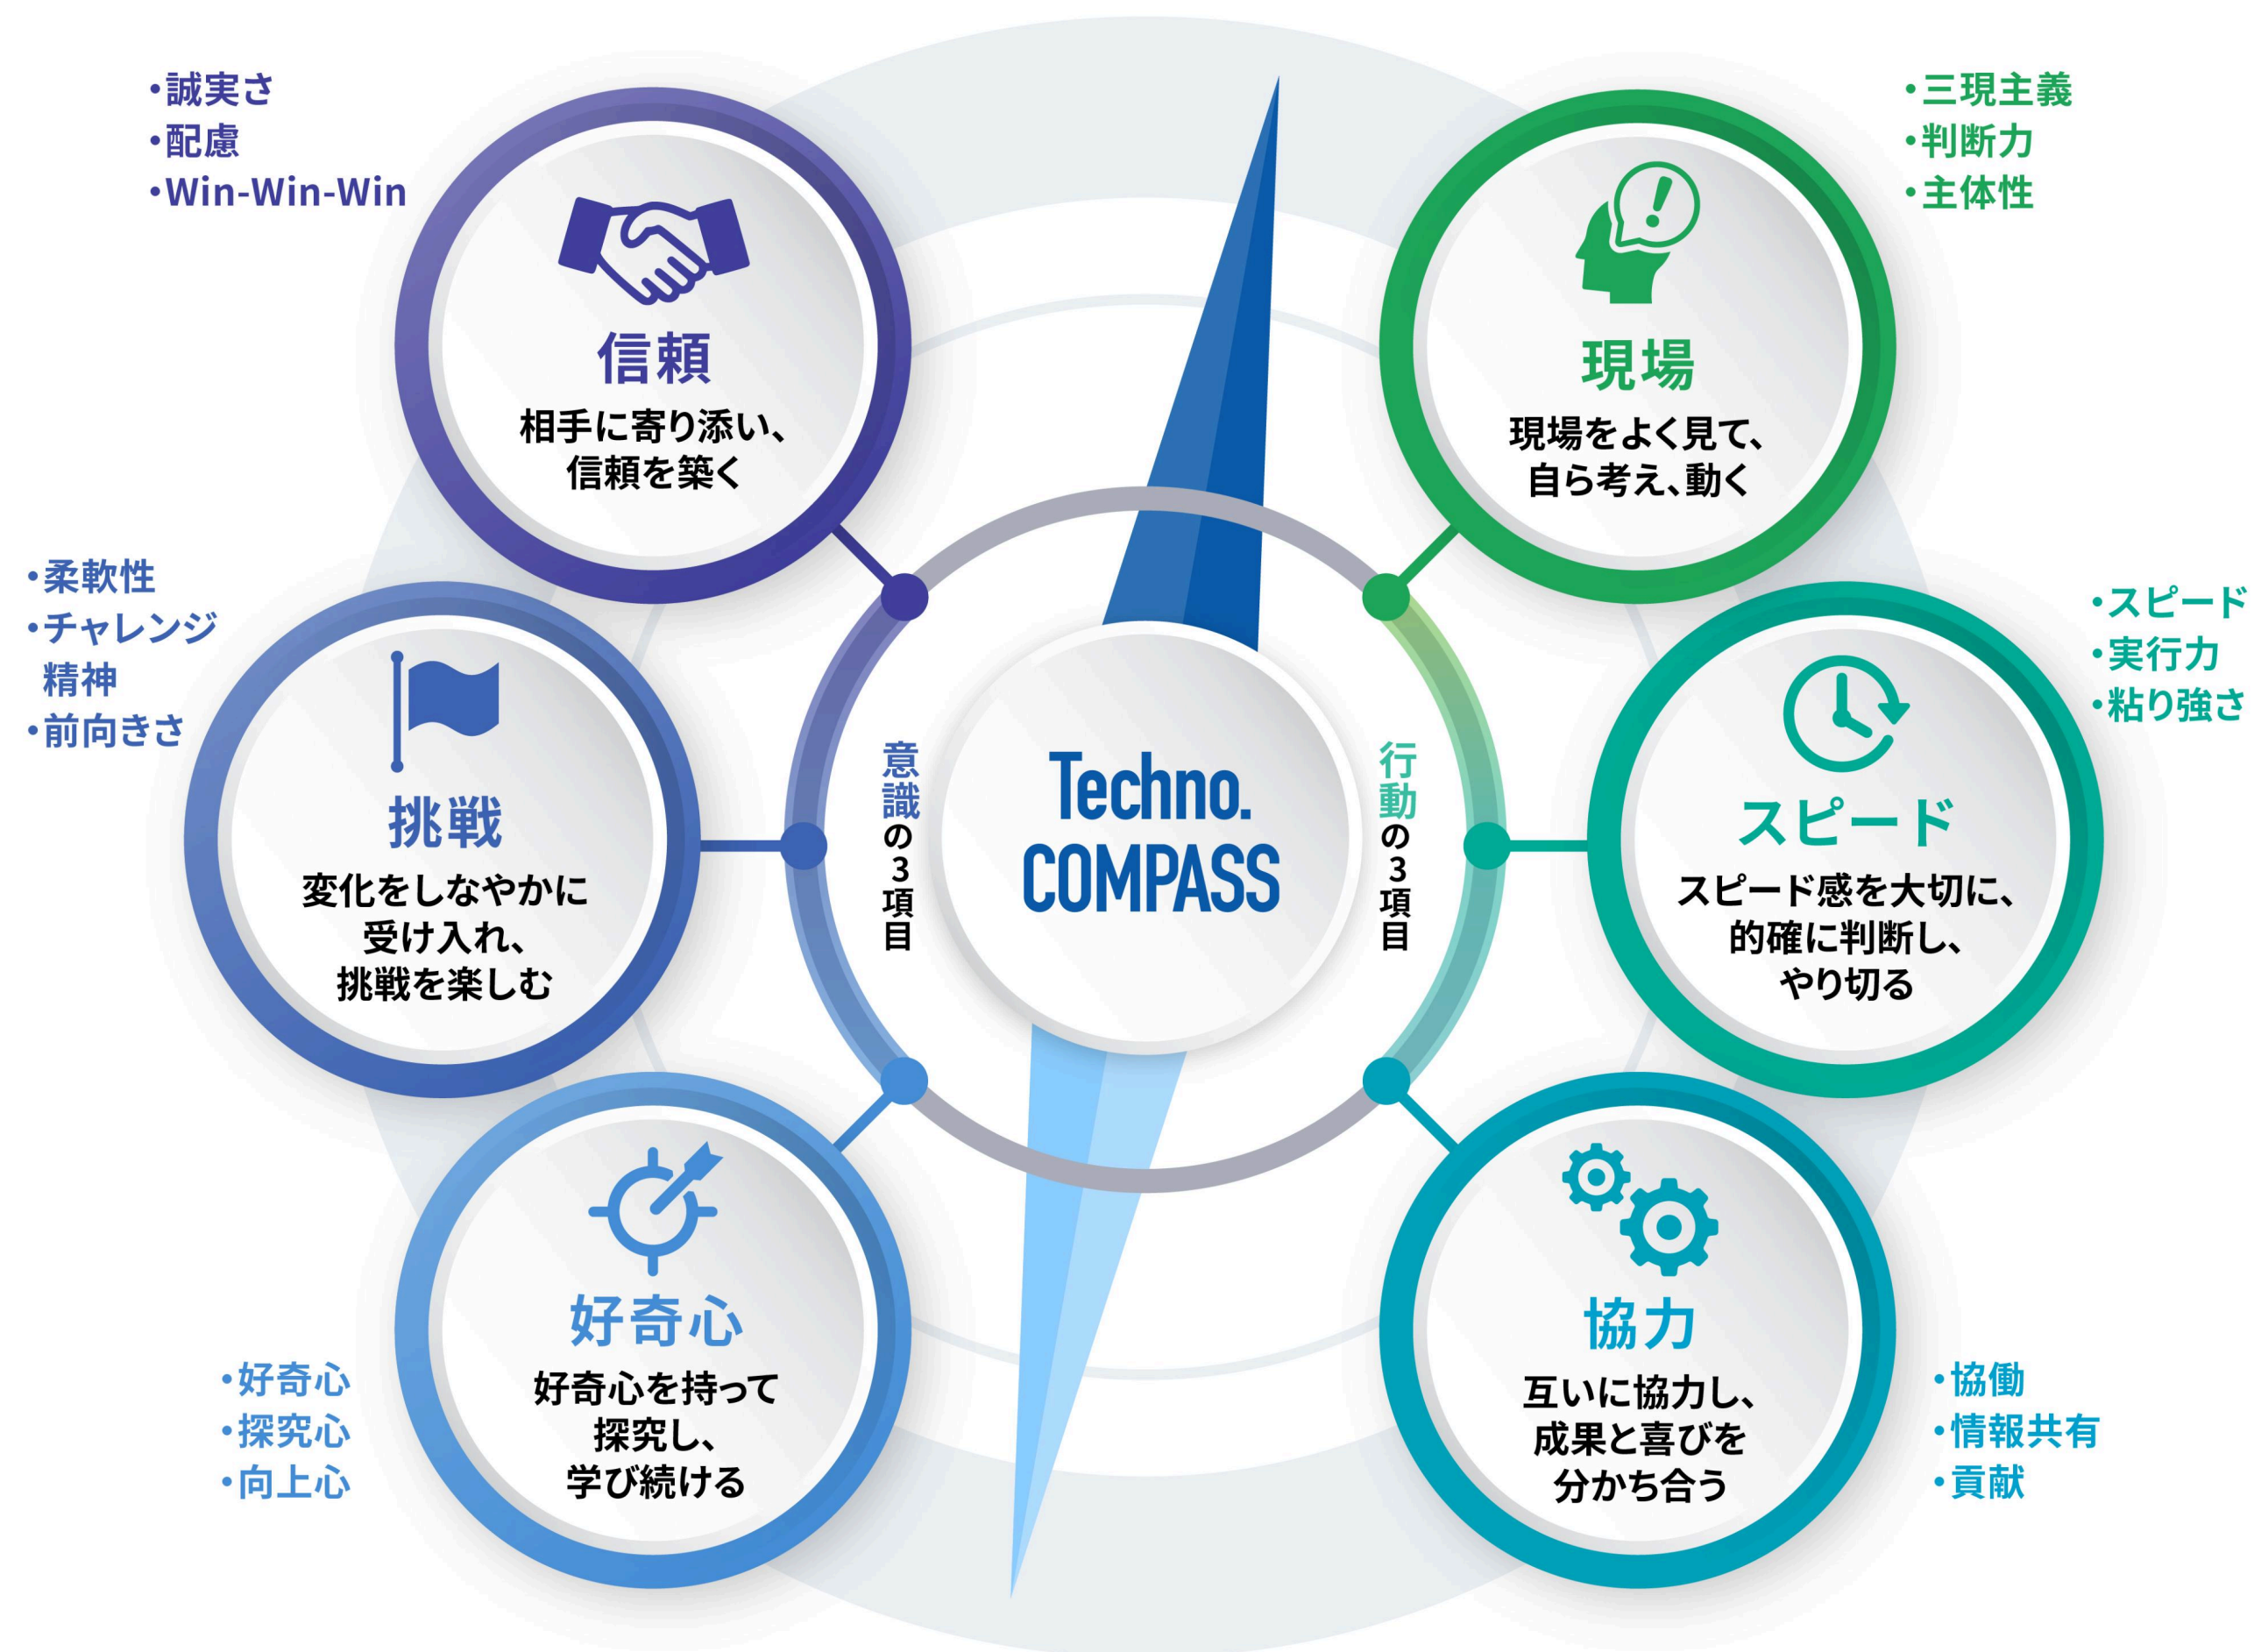 ・誠実さ
・配慮
・Win-Win-Win
信頼
相手に寄り添い、
信頼を築く
・三現主義
・判断力
・主体性
現場
現場をよく見て、
自ら考え、動く
・柔軟性
・チャレンジ
精神
・前向きさ
挑戦
変化をしなやかに
受け入れ、
挑戦を楽しむ
意識の3項目
Techno.
COMPASS
行動の3項目
・スピード
・実行力
・粘り強さ
スピード
スピード感を大切に、
的確に判断し、
やり切る
・好奇心
・探究心
・向上心
好奇心
好奇心を持って
探究し、
学び続ける
協力
互いに協力し、
成果と喜びを
分かち合う
・協働
・情報共有
・貢献